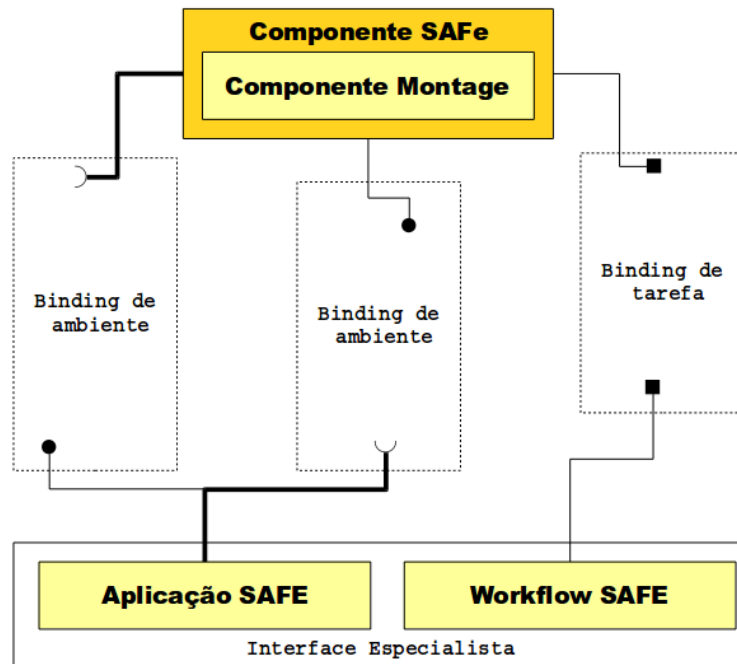 Componente SAFe
Componente Montage
Binding de
ambiente
Binding de
ambiente
Binding de
tarefa
Aplicação SAFE
Workflow SAFE
Interface Especialista